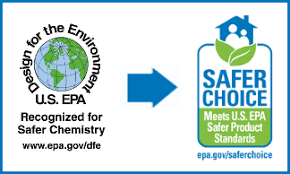 Design for the Environment
U.S. EPA
Recognized for
Safer Chemistry
www.epa.gov/dfe
SAFER
CHOICE
Meets U.S. EPA
Safer Product
Standards
epa.gov/saferchoice